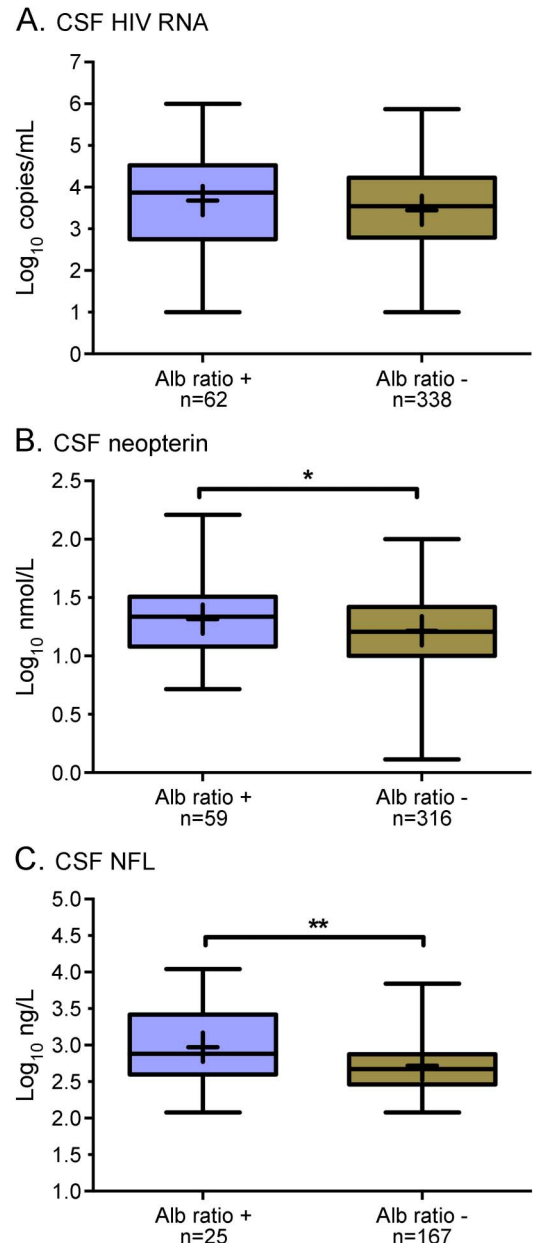 A. CSF HIV RNA
Log10 copies/mL
7
6
5
4
3
2
1
0
Alb ratio +
n=62
Alb ratio -
n=338
B. CSF neopterin
Log10 nmol/L
2.5
2.0
1.5
1.0
0.5
0.0
*
Alb ratio +
n=59
Alb ratio -
n=316
C. CSF NFL
Log10 ng/L
5.0
4.5
4.0
3.5
3.0
2.5
2.0
1.5
1.0
**
Alb ratio +
n=25
Alb ratio -
n=167